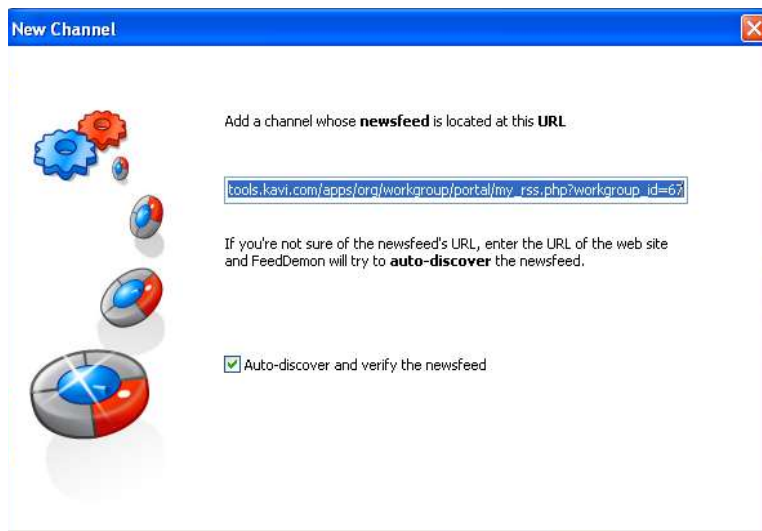 New Channel
Add a channel whose newsfeed is located at this URL
tools.kavi.com/apps/org/workgroup/portal/my_rss.php?workgroup_id=67
If you're not sure of the newsfeed's URL, enter the URL of the web site
and FeedDemon will try to auto-discover the newsfeed.
Auto-discover and verify the newsfeed